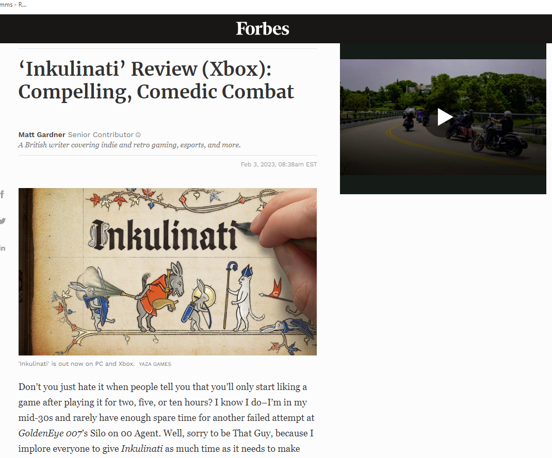 mms - R...
Forbes
‘Inkulinati’ Review (Xbox):
Compelling, Comedic Combat
Matt Gardner Senior Contributor
A British writer covering indie and retro gaming, esports, and more.
Feb 3, 2023, 08:38am EST
Inkulinati
'Inkulinati' is out now on PC and Xbox. YAZA GAMES
Don’t you just hate it when people tell you that you’ll only start liking a
game after playing it for two, five, or ten hours? I know I do–I’m in my
mid-30s and rarely have enough spare time for another failed attempt at
GoldenEye 007’s Silo on 00 Agent. Well, sorry to be That Guy, because I
implore everyone to give Inkulinati as much time as it needs to make